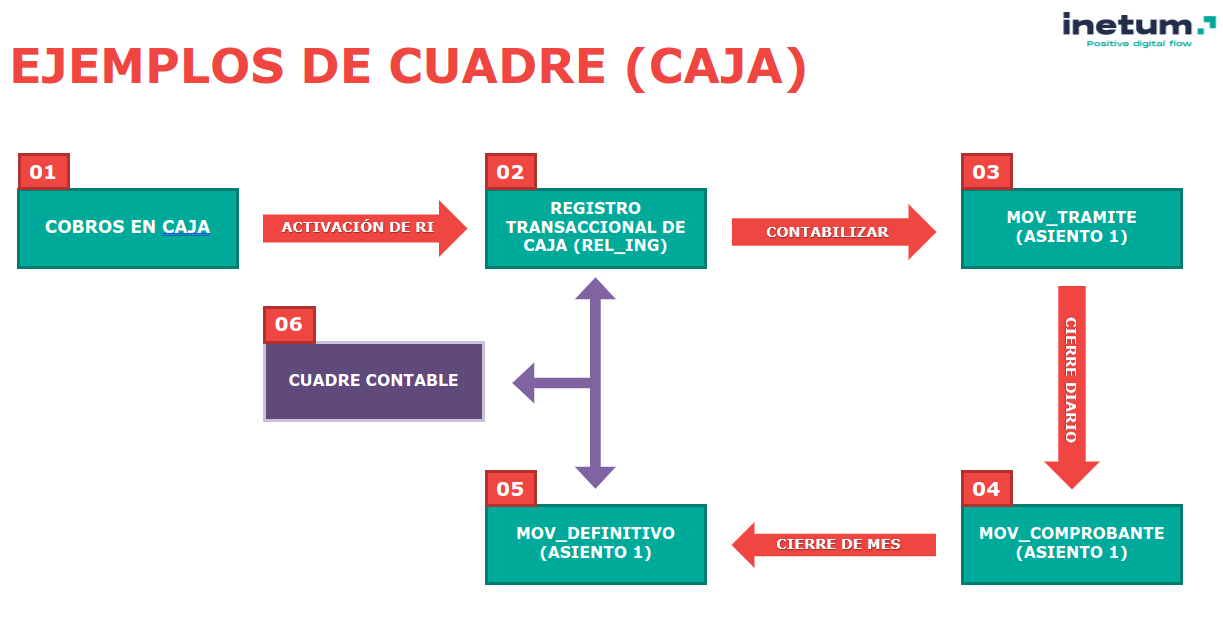 inetum
Positive digital flow
EJEMPLOS DE CUADRE (CAJA)
01
COBROS EN CAJA
ACTIVACIÓN DE RI
02
REGISTRO
TRANSACCIONAL DE
CAJA (REL_ING)
CONTABILIZAR
03
MOV_TRAMITE
(ASIENTO 1)
CIERRE DIARIO
06
CUADRE CONTABLE
05
MOV_DEFINITIVO
(ASIENTO 1)
CIERRE DE MES
04
MOV_COMPROBANTE
(ASIENTO 1)